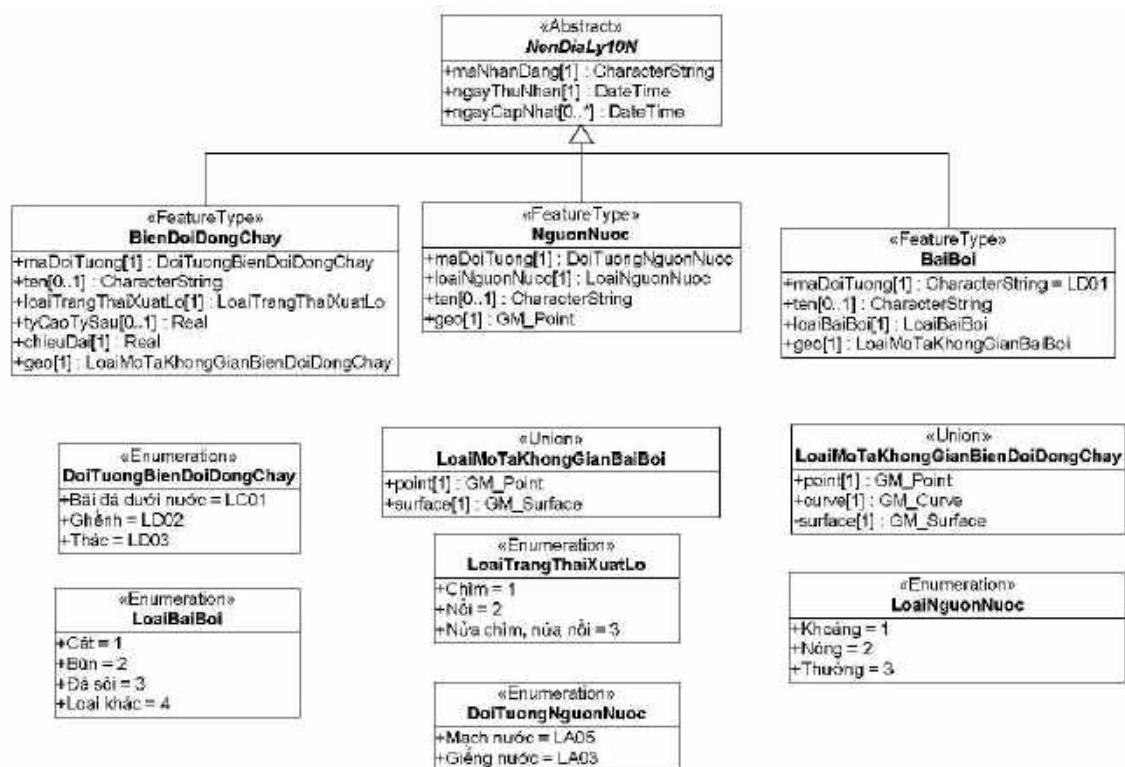 «Abstract»
NenDiaLy10N
+maNhanDang[1] : CharacterString
+ngayThuNhan[1] : DateTime
+ngayCapNhat[0..*] : DateTime
«FeatureType»
BienDoiDongChay
+maDoiTuong[1] : DoiTuongBienDoiDongChay
+ten[0..1] : CharacterString
+loaiTrangThaiXuatLo[1] : LoaiTrangThaiXuatLo
+tyCaoTySau[0..1] : Real
+chieuDai[1] : Real
+geo[1] : LoaiMoTaKhongGianBienDoiDongChay
«FeatureType»
NguonNuoc
+maDoiTuong[1] : DoiTuongNguonNuoc
+loaiNguonNuoc[1] : LoaiNguonNuoc
+ten[0..1] : CharacterString
+geo[1] : GM_Point
«FeatureType»
BaiBoi
+maDoiTuong[1] : CharacterString = LD01
+ten[0..1] : CharacterString
+loaiBaiBoi[1] : LoaiBaiBoi
+geo[1] : LoaiMoTaKhongGianBaiBoi
«Enumeration»
DoiTuongBienDoiDongChay
+Bãi đá dưới nước = LC01
+Ghềnh = LD02
+Thác = LD03
«Union»
LoaiMoTaKhongGianBaiBoi
+point[1] : GM_Point
+surface[1] : GM_Surface
«Union»
LoaiMoTaKhongGianBienDoiDongChay
+point[1] : GM_Point
+curve[1] : GM_Curve
-surface[1] : GM_Surface
«Enumeration»
LoaiTrangThaiXuatLo
+Chìm = 1
+Nổi = 2
+Nửa chìm, nửa nổi = 3
«Enumeration»
LoaiBaiBoi
+Cát = 1
+Bùn = 2
+Đá sỏi = 3
+Loại khác = 4
«Enumeration»
LoaiNguonNuoc
+Khoáng = 1
+Nóng = 2
+Thường = 3
«Enumeration»
DoiTuongNguonNuoc
+Mạch nước = LA05
+Giếng nước = LA03